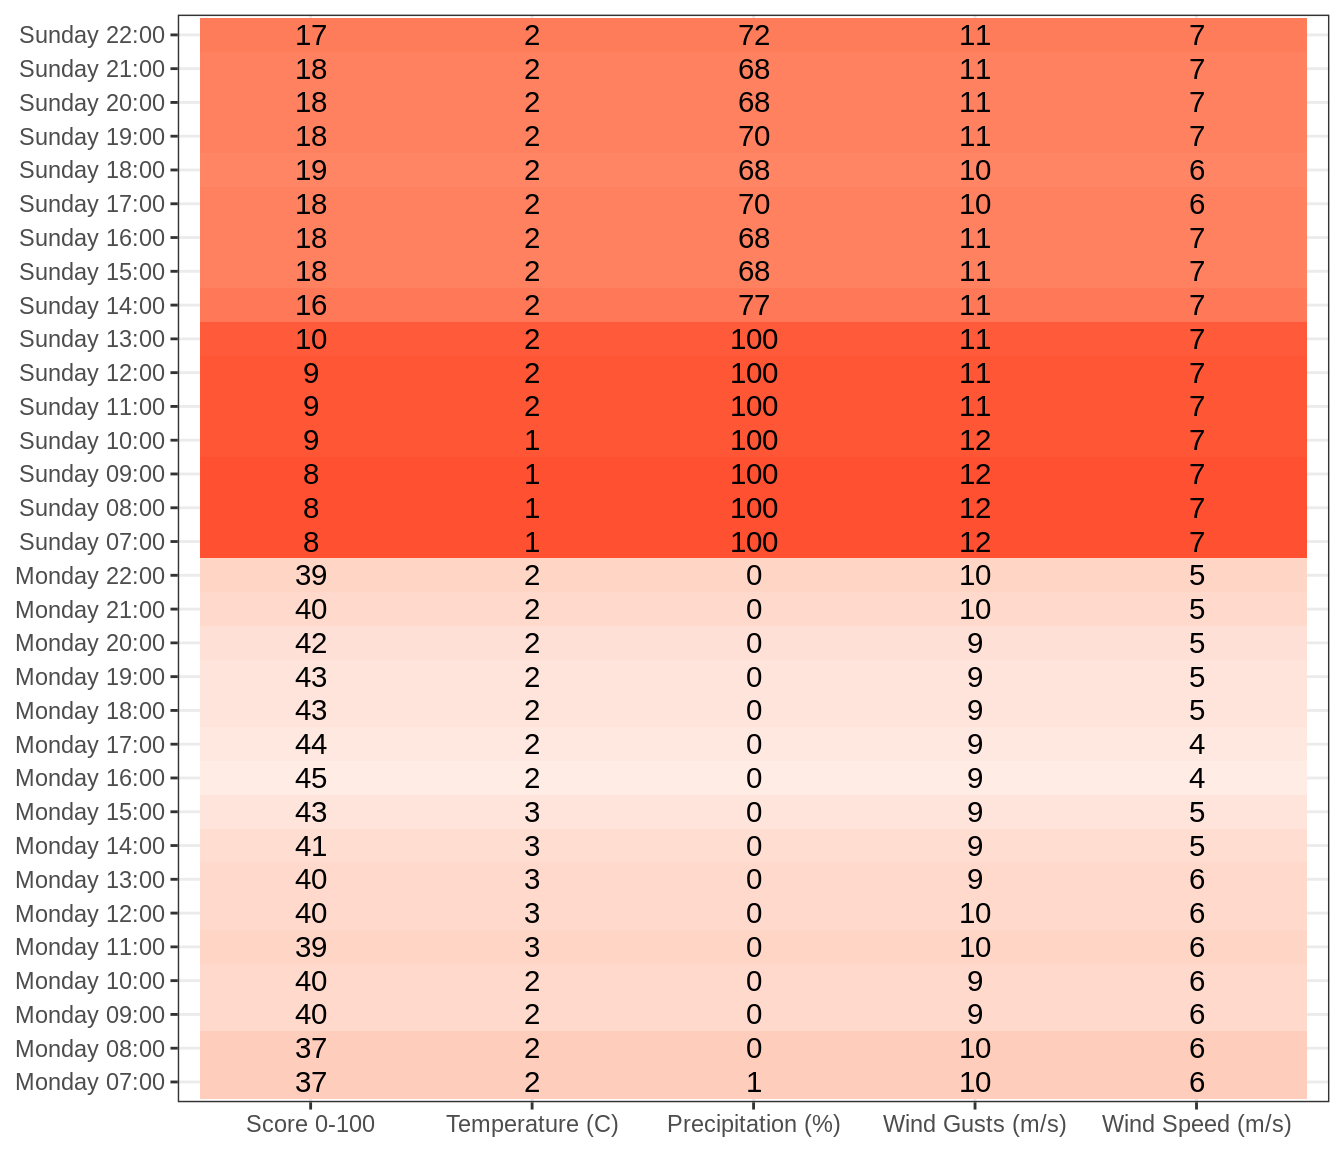 Sunday 22:00 17 2 72 11 7
Sunday 21:00 18 2 68 11 7
Sunday 20:00 18 2 68 11 7
Sunday 19:00 18 2 70 11 7
Sunday 18:00 19 2 68 10 6
Sunday 17:00 18 2 70 10 6
Sunday 16:00 18 2 68 11 7
Sunday 15:00 18 2 68 11 7
Sunday 14:00 16 2 77 11 7
Sunday 13:00 10 2 100 11 7
Sunday 12:00 9 2 100 11 7
Sunday 11:00 9 2 100 11 7
Sunday 10:00 9 1 100 12 7
Sunday 09:00 8 1 100 12 7
Sunday 08:00 8 1 100 12 7
Sunday 07:00 8 1 100 12 7
Monday 22:00 39 2 0 10 5
Monday 21:00 40 2 0 10 5
Monday 20:00 42 2 0 9 5
Monday 19:00 43 2 0 9 5
Monday 18:00 43 2 0 9 5
Monday 17:00 44 2 0 9 4
Monday 16:00 45 2 0 9 4
Monday 15:00 43 3 0 9 5
Monday 14:00 41 3 0 9 5
Monday 13:00 40 3 0 9 6
Monday 12:00 40 3 0 10 6
Monday 11:00 39 3 0 10 6
Monday 10:00 40 2 0 9 6
Monday 09:00 40 2 0 9 6
Monday 08:00 37 2 0 10 6
Monday 07:00 37 2 1 10 6
Score 0-100 Temperature (C) Precipitation (%) Wind Gusts (m/s) Wind Speed (m/s)